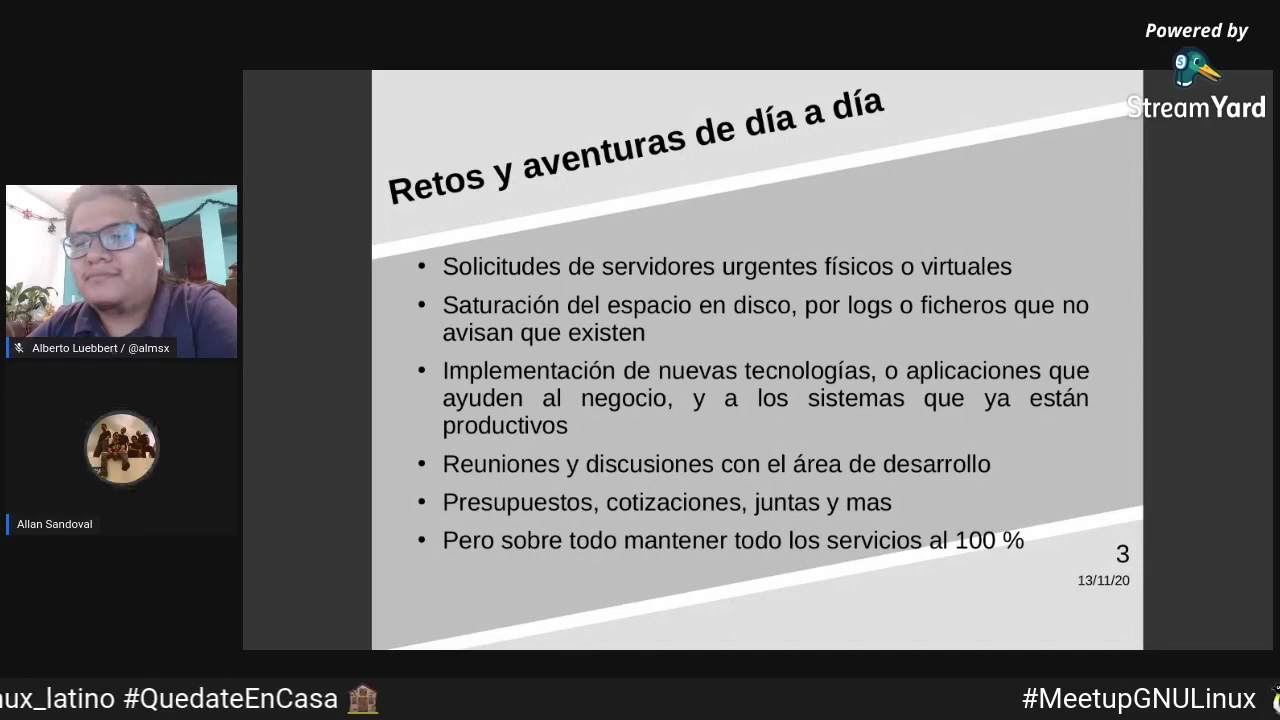 Powered by
StreamYard
Retos y aventuras de día a día
• Solicitudes de servidores urgentes físicos o virtuales
• Saturación del espacio en disco, por logs o ficheros que no
avisan que existen
• Implementación de nuevas tecnologías, o aplicaciones que
ayuden al negocio, y a los sistemas que ya están
productivos
• Reuniones y discusiones con el área de desarrollo
• Presupuestos, cotizaciones, juntas y mas
• Pero sobre todo mantener todo los servicios al 100 %
3
13/11/20
Alberto Luebbert / @almsx
Allan Sandoval
ux_latino #QuedateEnCasa
#MeetupGNULinux